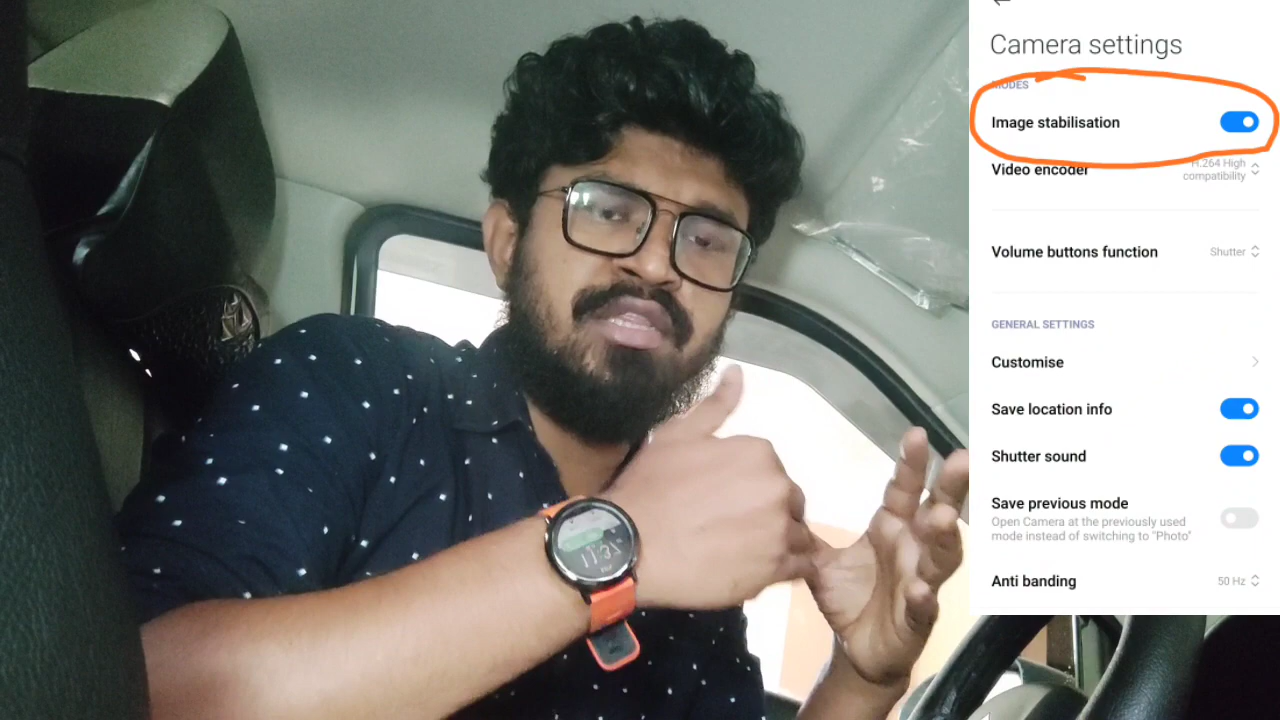 Camera settings
MODES
Image stabilisation
Video encoder
H.264 High
compatibility
Volume buttons function
Shutter
GENERAL SETTINGS
Customise
Save location info
Shutter sound
Save previous mode
Open Camera at the previously used
mode instead of switching to "Photo"
Anti banding
50 Hz
11:37